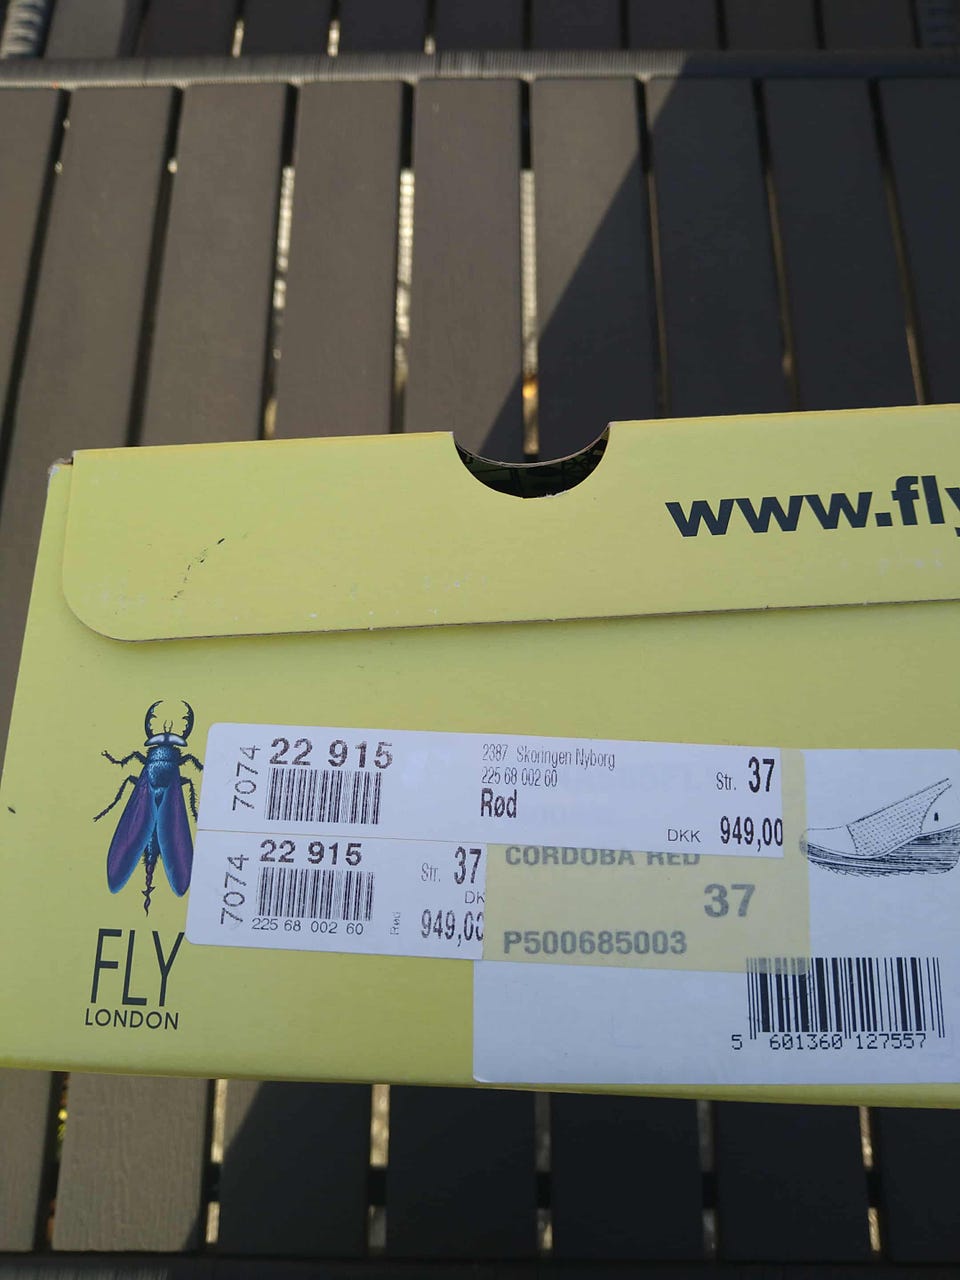 www.fly
7074
22 915
2387 Skoringen Nyborg
225 68 002 60
Rød
Str. 37
DKK 949,00
7074
22 915
225 68 002 60
Str. 37
DK
Rød
949,00
CORDOBA RED
37
P500685003
5 601360 127557
FLY
LONDON